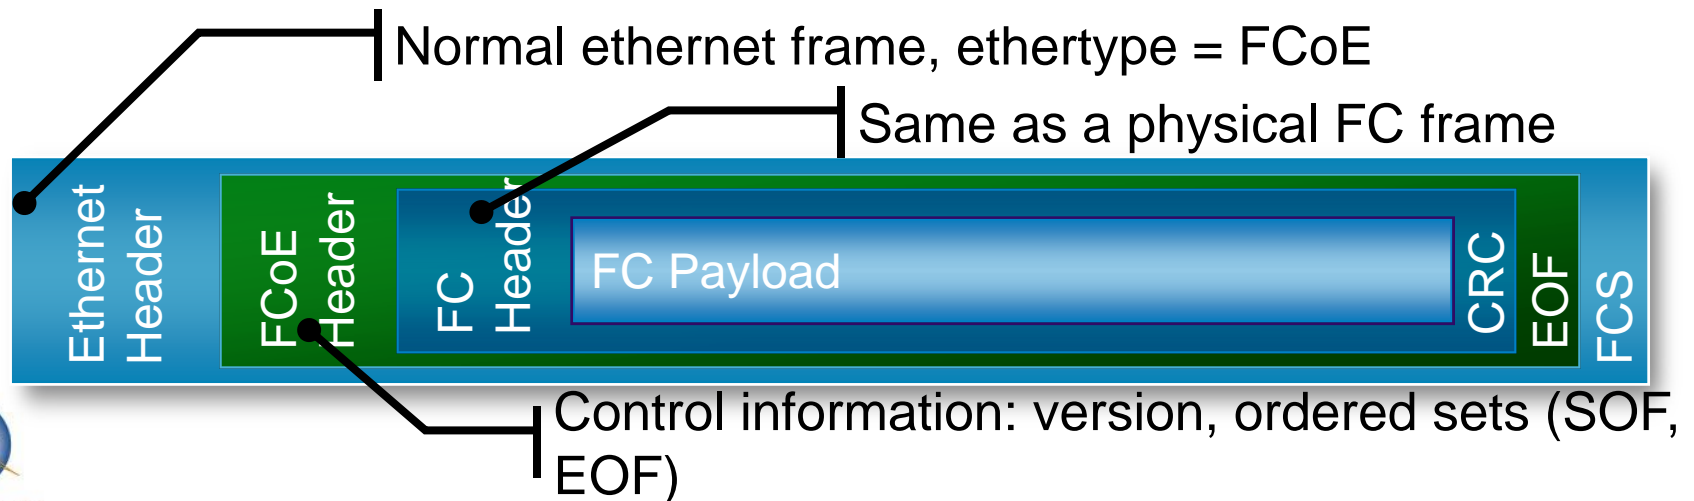 Normal ethernet frame, ethertype = FCoE
Same as a physical FC frame
Ethernet
Header
FCoE
Header
FC
Header
FC Payload
CRC
EOF
FCS
Control information: version, ordered sets (SOF,
EOF)